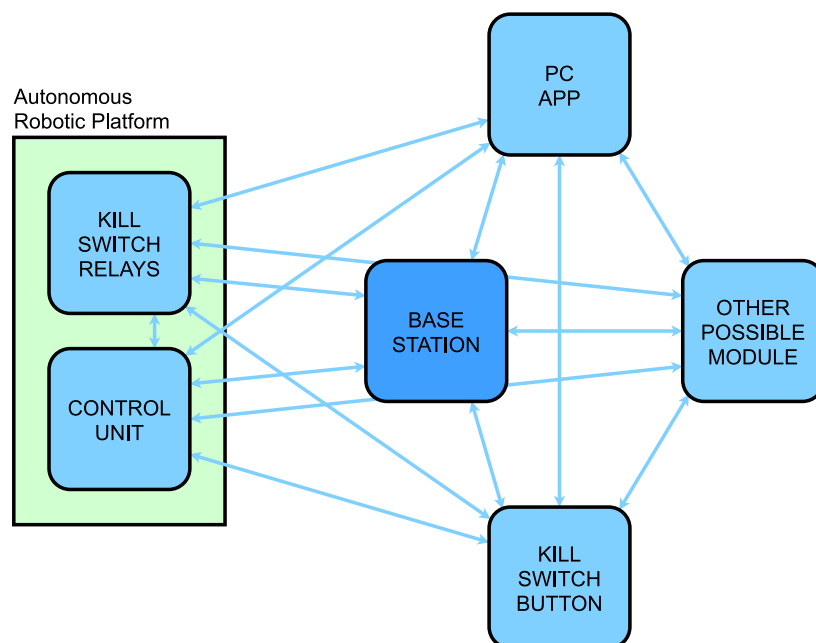 PC
APP
Autonomous
Robotic Platform
KILL
SWITCH
RELAYS
BASE
STATION
OTHER
POSSIBLE
MODULE
CONTROL
UNIT
KILL
SWITCH
BUTTON